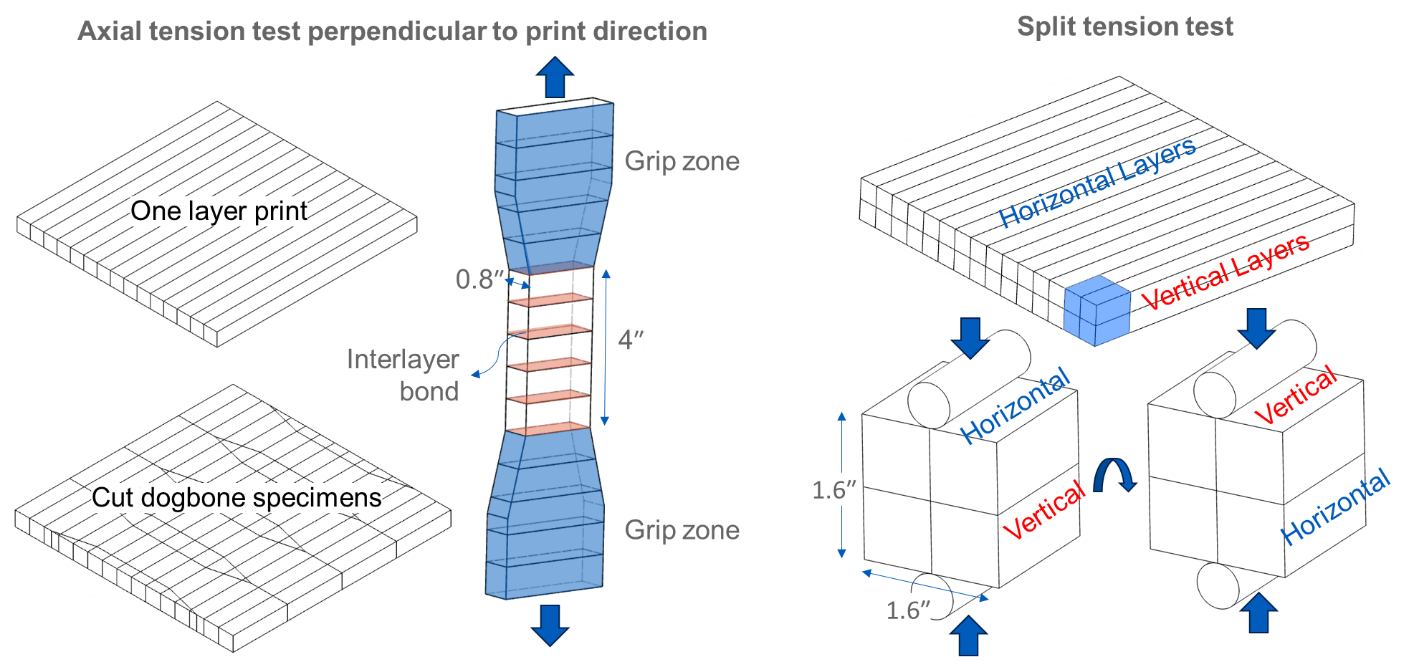 Axial tension test perpendicular to print direction
Split tension test
One layer print
Grip zone
0.8″
4″
Interlayer
bond
Cut dogbone specimens
Grip zone
Horizontal Layers
Vertical Layers
Horizontal
Vertical
1.6″
1.6″
Vertical
Horizontal